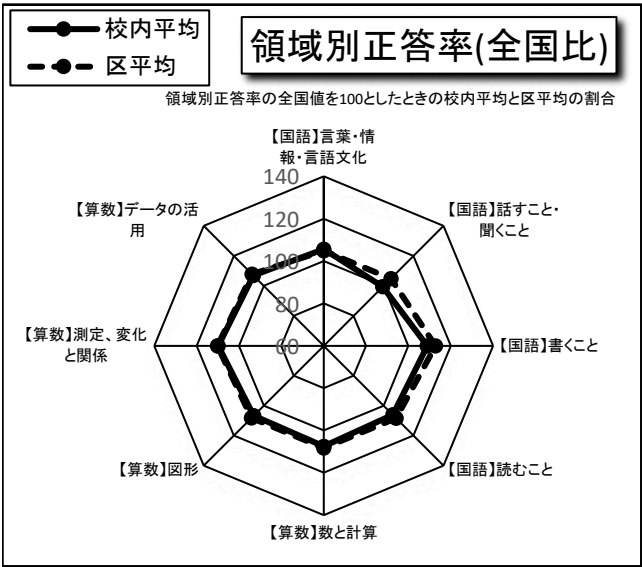 校内平均
区平均
領域別正答率(全国比)
領域別正答率の全国値を100としたときの校内平均と区平均の割合
【国語】言葉・情
報・言語文化
【国語】話すこと・
聞くこと
【国語】書くこと
【国語】読むこと
【算数】数と計算
【算数】図形
【算数】測定、変化
と関係
【算数】データの活
用
140
120
100
80
60